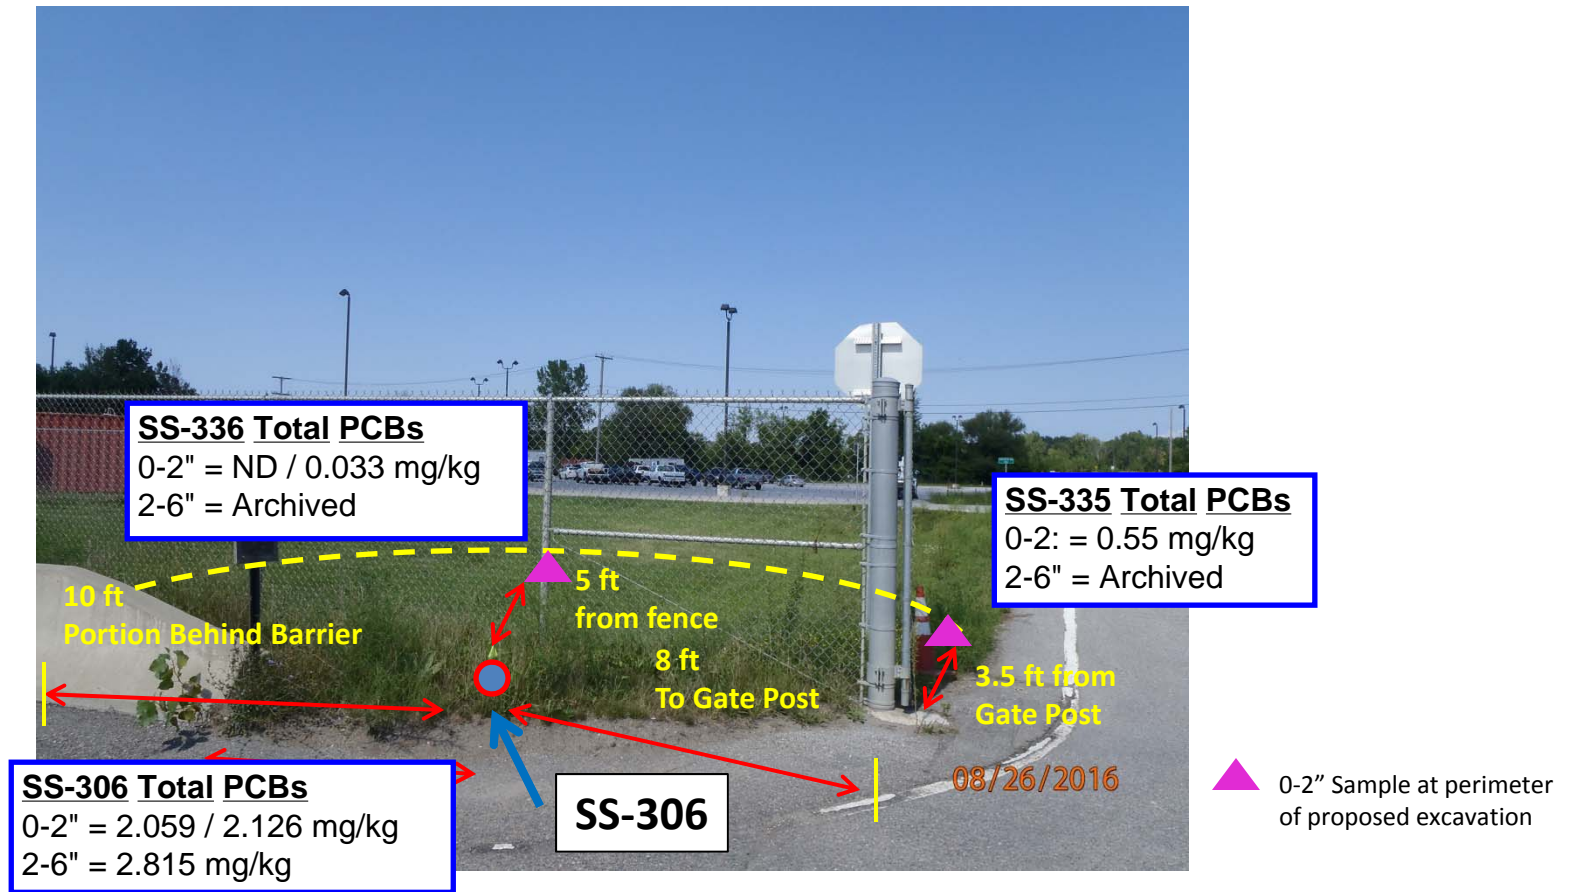 SS-336 Total PCBs
0-2" = ND / 0.033 mg/kg
2-6" = Archived
SS-335 Total PCBs
0-2: = 0.55 mg/kg
2-6" = Archived
10 ft
Portion Behind Barrier
5 ft
from fence
8 ft
To Gate Post
3.5 ft from
Gate Post
SS-306 Total PCBs
0-2" = 2.059 / 2.126 mg/kg
2-6" = 2.815 mg/kg
SS-306
08/26/2016
0-2” Sample at perimeter
of proposed excavation